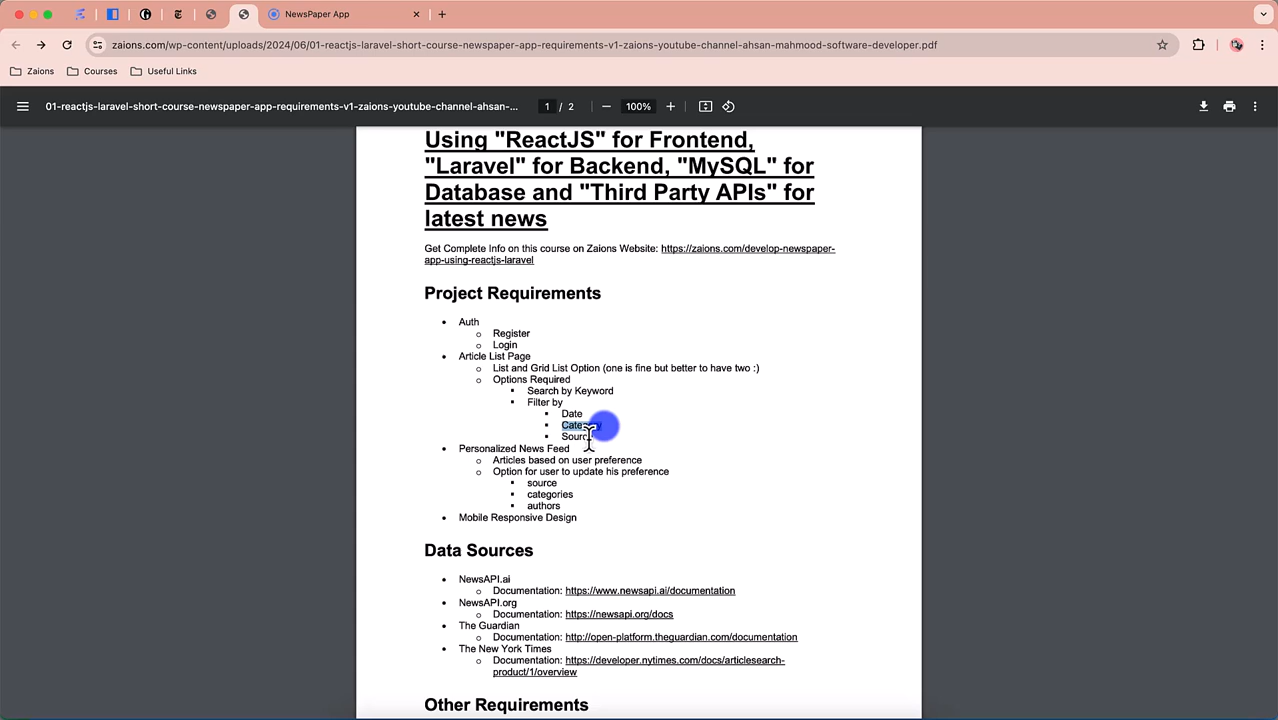 NewsPaper App
zaions.com/wp-content/uploads/2024/06/01-reactjs-laravel-short-course-newspaper-app-requirements-v1-zaions-youtube-channel-ahsan-mahmood-software-developer.pdf
Zaions
Courses
Useful Links
01-reactjs-laravel-short-course-newspaper-app-requirements-v1-zaions-youtube-channel-ahsan-...
1 / 2
100%
Using "ReactJS" for Frontend,
"Laravel" for Backend, "MySQL" for
Database and "Third Party APIs" for
latest news
Get Complete Info on this course on Zaions Website: https://zaions.com/develop-newspaper-
app-using-reactjs-laravel
Project Requirements
Auth
Register
Login
Article List Page
List and Grid List Option (one is fine but better to have two :)
Options Required
Search by Keyword
Filter by
Date
Category
Source
Personalized News Feed
Articles based on user preference
Option for user to update his preference
source
categories
authors
Mobile Responsive Design
Data Sources
NewsAPI.ai
Documentation: https://www.newsapi.ai/documentation
NewsAPI.org
Documentation: https://newsapi.org/docs
The Guardian
Documentation: http://open-platform.theguardian.com/documentation
The New York Times
Documentation: https://developer.nytimes.com/docs/articlesearch-
product/1/overview
Other Requirements